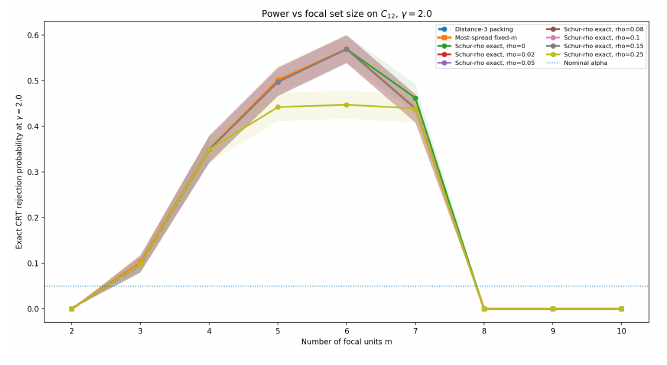 Power vs focal set size on C₁₂, γ = 2.0
Exact CRT rejection probability at γ = 2.0
0.6
0.5
0.4
0.3
0.2
0.1
0.0
Distance-3 packing
Most-spread fixed-m
Schur-rho exact, rho=0
Schur-rho exact, rho=0.02
Schur-rho exact, rho=0.05
Schur-rho exact, rho=0.08
Schur-rho exact, rho=0.1
Schur-rho exact, rho=0.15
Schur-rho exact, rho=0.25
Nominal alpha
2 3 4 5 6 7 8 9 10
Number of focal units m